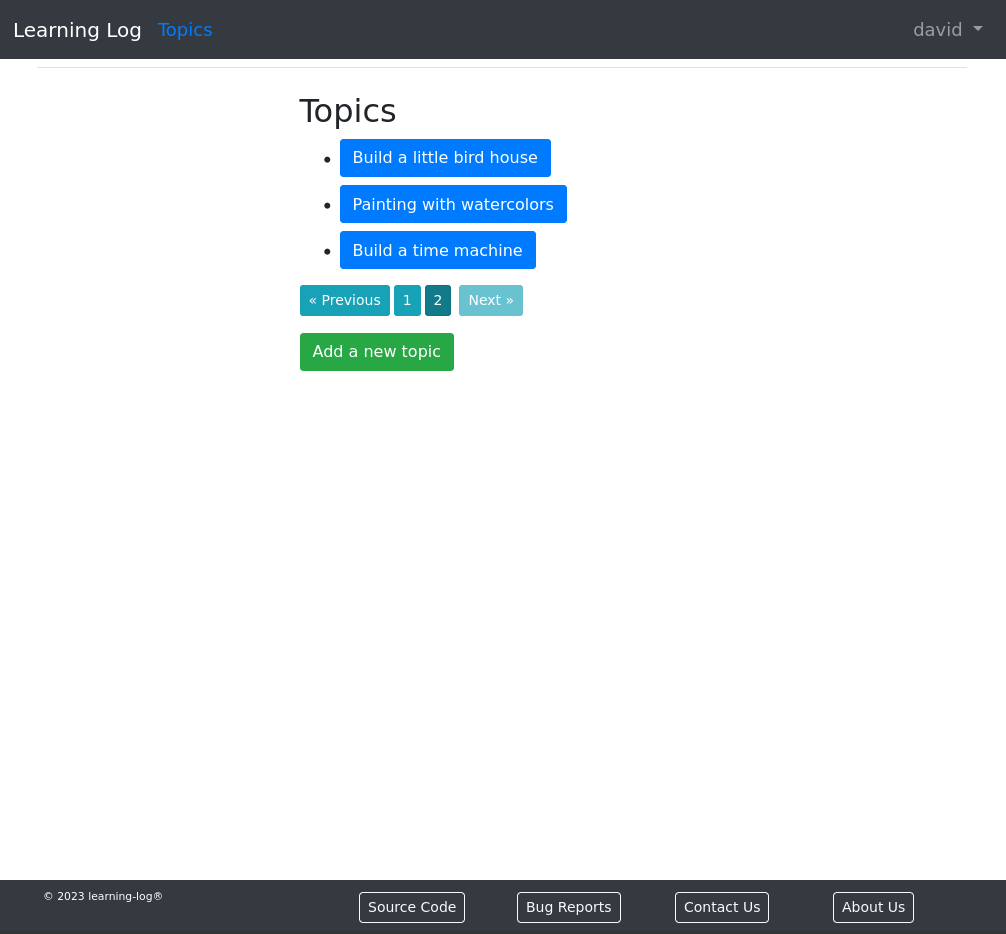 Learning Log Topics david
Topics
Build a little bird house
Painting with watercolors
Build a time machine
« Previous 1 2 Next »
Add a new topic
© 2023 learning-log® Source Code Bug Reports Contact Us About Us